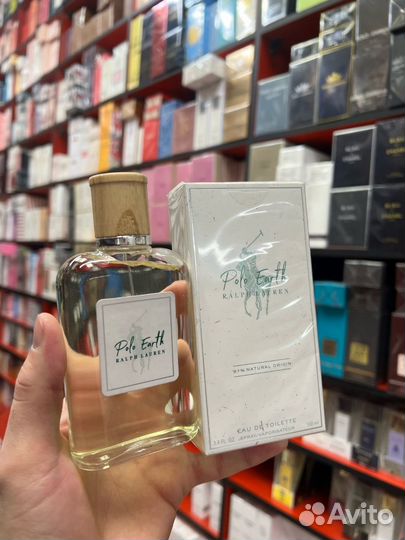 Polo Earth
RALPH LAUREN
Polo Earth
RALPH LAUREN
97% NATURAL ORIGIN
EAU DE TOILETTE
Avito